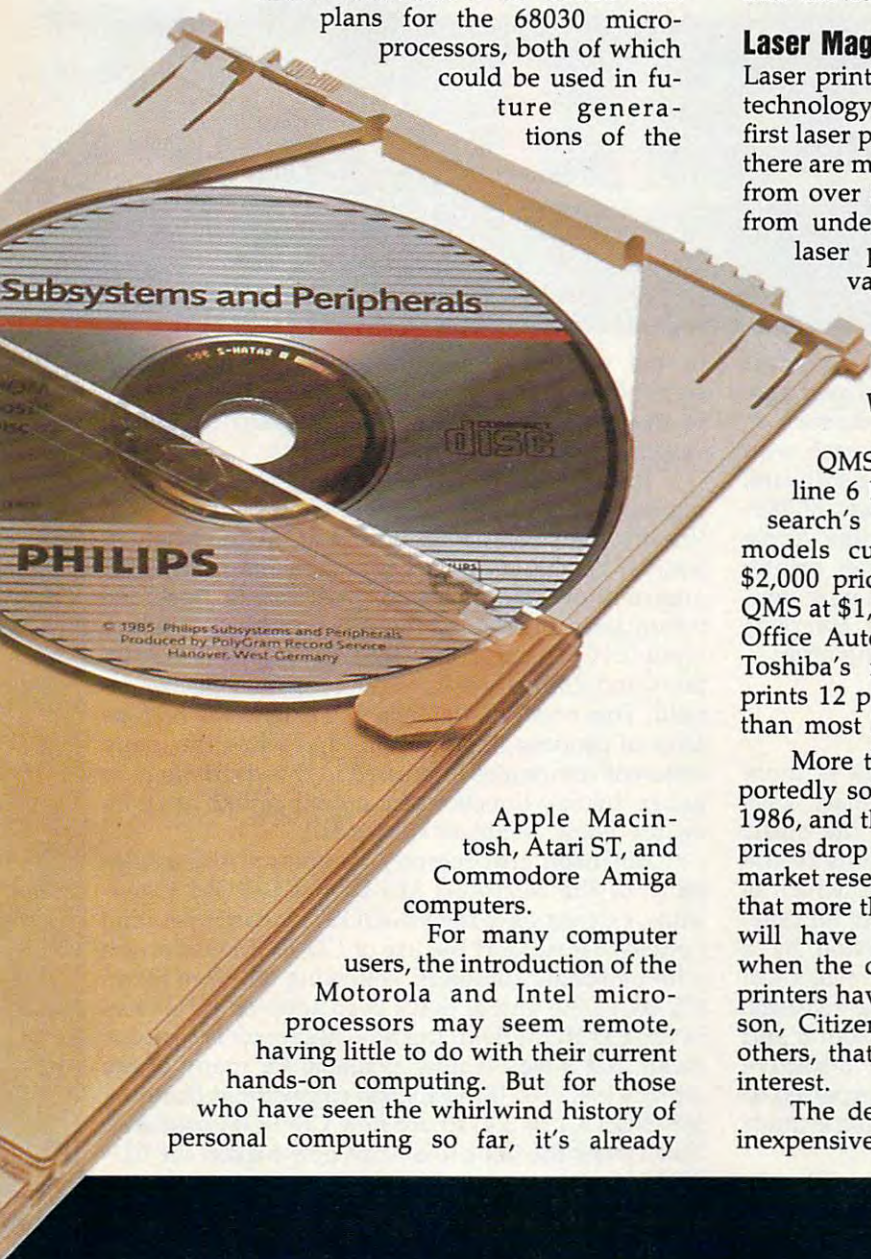 plans for the 68030 micro-
processors, both of which
could be used in fu-
ture genera-
tions of the
Subsystems and Peripherals
COMPACT
disc
PHILIPS
© 1985 Philips Subsystems and Peripherals
Produced by PolyGram Record Service
Hanover, West-Germany
Apple Macin-
tosh, Atari ST, and
Commodore Amiga
computers.
For many computer
users, the introduction of the
Motorola and Intel micro-
processors may seem remote,
having little to do with their current
hands-on computing. But for those
who have seen the whirlwind history of
personal computing so far, it's already
Laser Mag
Laser print
technology
first laser p
there are m
from over
from unde
laser p
va
QMS
line 6
search's
models cu
$2,000 pric
QMS at $1,
Office Auto
Toshiba's
prints 12 p
than most
More t
portedly so
1986, and th
prices drop
market rese
that more th
will have
when the c
printers hav
son, Citizen
others, that
interest.
The de
inexpensive